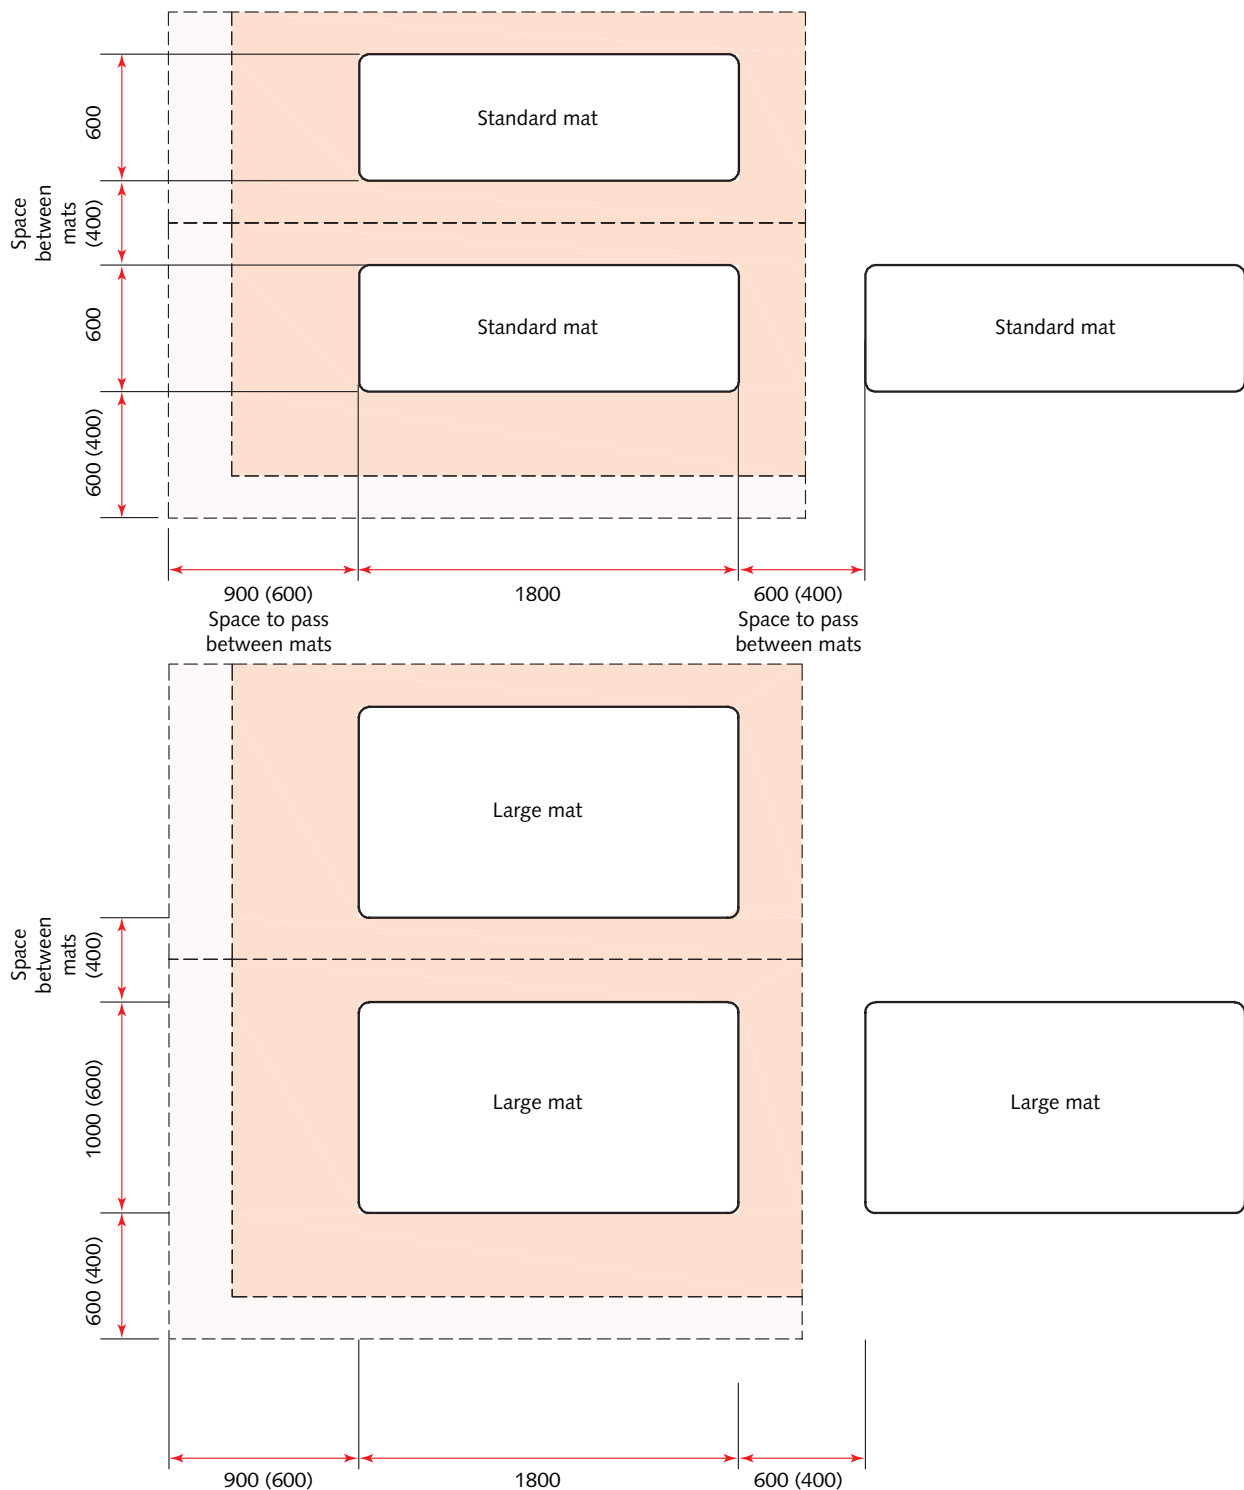 Standard mat
600
Space
between
mats
(400)
Standard mat
Standard mat
600
600 (400)
900 (600)
Space to pass
between mats
1800
600 (400)
Space to pass
between mats
Large mat
Space
between
mats
(400)
Large mat
Large mat
1000 (600)
600 (400)
900 (600)
1800
600 (400)